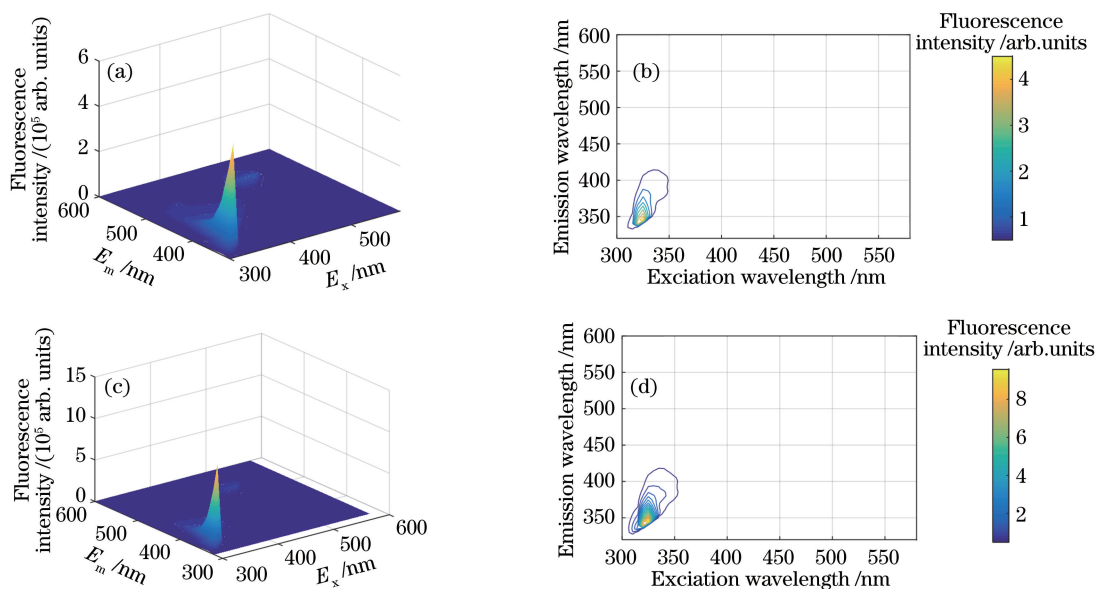 (a)
Fluorescence
intensity /(10⁵ arb. units)
6
4
2
0
600
500
400
300
Eₘ /nm
300
400
500
Eₓ /nm
(b)
Emission wavelength /nm
600
550
500
450
400
350
300
350
400
450
500
550
Exciation wavelength /nm
Fluorescence
intensity /arb.units
4
3
2
1
(c)
Fluorescence
intensity /(10⁵ arb. units)
15
10
5
0
600
500
400
300
Eₘ /nm
300
400
500
600
Eₓ /nm
(d)
Emission wavelength /nm
600
550
500
450
400
350
300
350
400
450
500
550
Exciation wavelength /nm
Fluorescence
intensity /arb.units
8
6
4
2